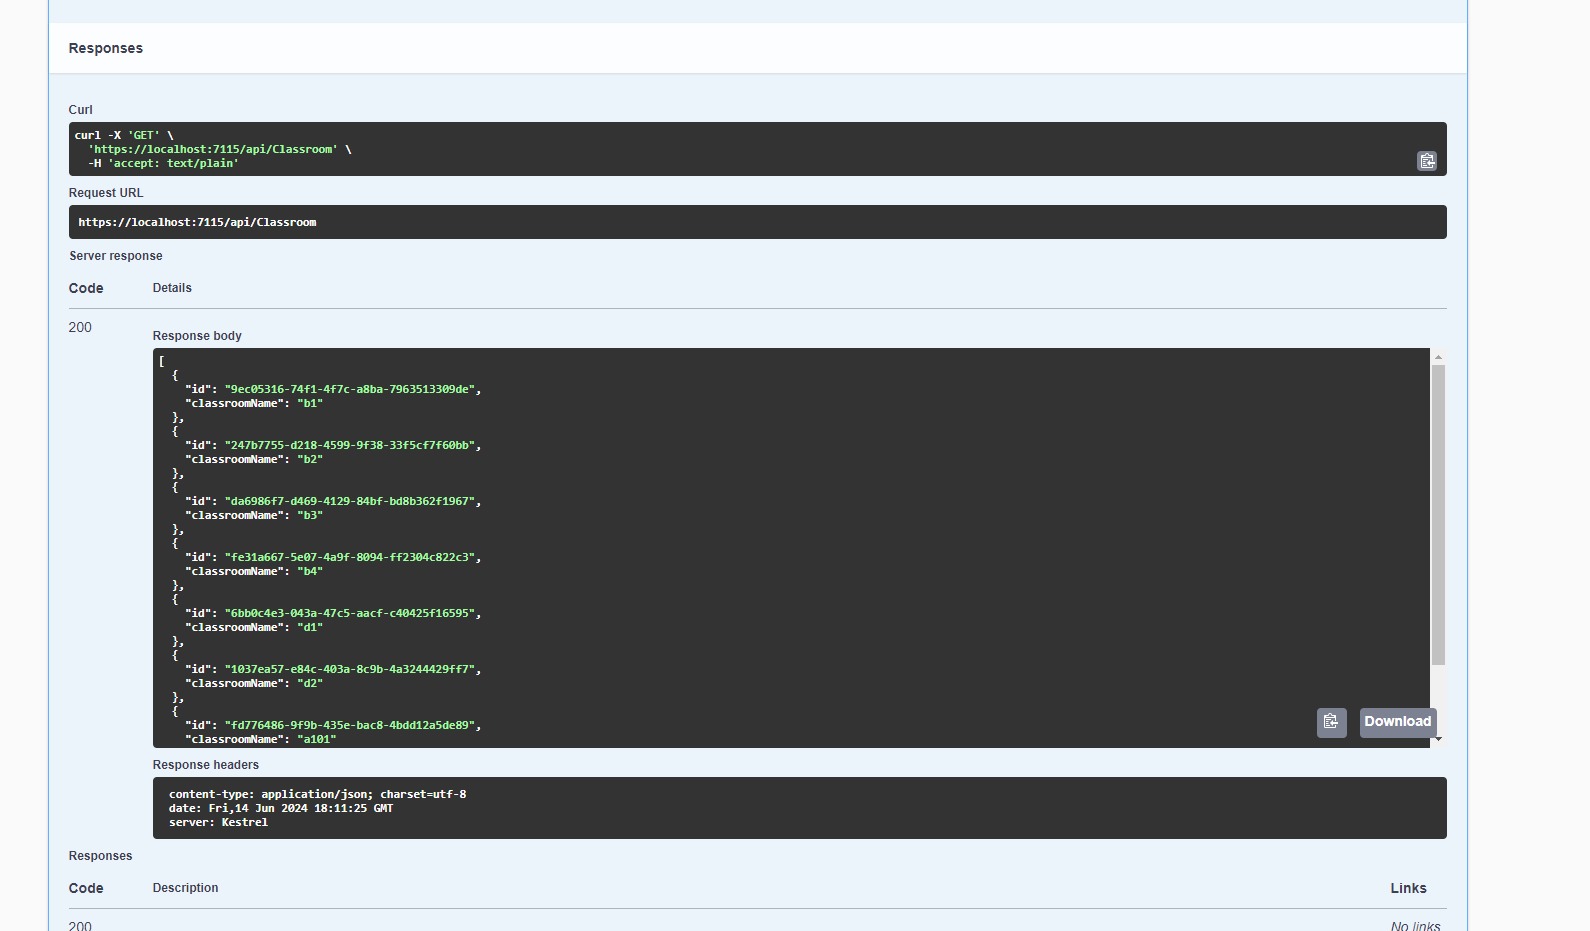 Responses
Curl
curl -X 'GET' \
'https://localhost:7115/api/Classroom' \
-H 'accept: text/plain'
Request URL
https://localhost:7115/api/Classroom
Server response
Code Details
200
Response body
[
{
"id": "9ec05316-74f1-4f7c-a8ba-7963513309de",
"classroomName": "b1"
},
{
"id": "247b7755-d218-4599-9f38-33f5cf7f60bb",
"classroomName": "b2"
},
{
"id": "da6986f7-d469-4129-84bf-bd8b362f1967",
"classroomName": "b3"
},
{
"id": "fe31a667-5e07-4a9f-8094-ff2304c822c3",
"classroomName": "b4"
},
{
"id": "6bb0c4e3-043a-47c5-aacf-c40425f16595",
"classroomName": "d1"
},
{
"id": "1037ea57-e84c-403a-8c9b-4a3244429ff7",
"classroomName": "d2"
},
{
"id": "fd776486-9f9b-435e-bac8-4bdd12a5de89",
"classroomName": "a101"
Download
Response headers
content-type: application/json; charset=utf-8
date: Fri,14 Jun 2024 18:11:25 GMT
server: Kestrel
Responses
Code Description Links
200 No links